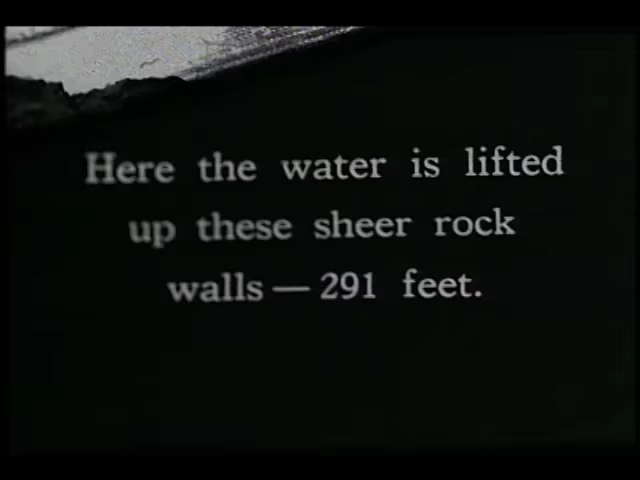 Here the water is lifted
up these sheer rock
walls — 291 feet.